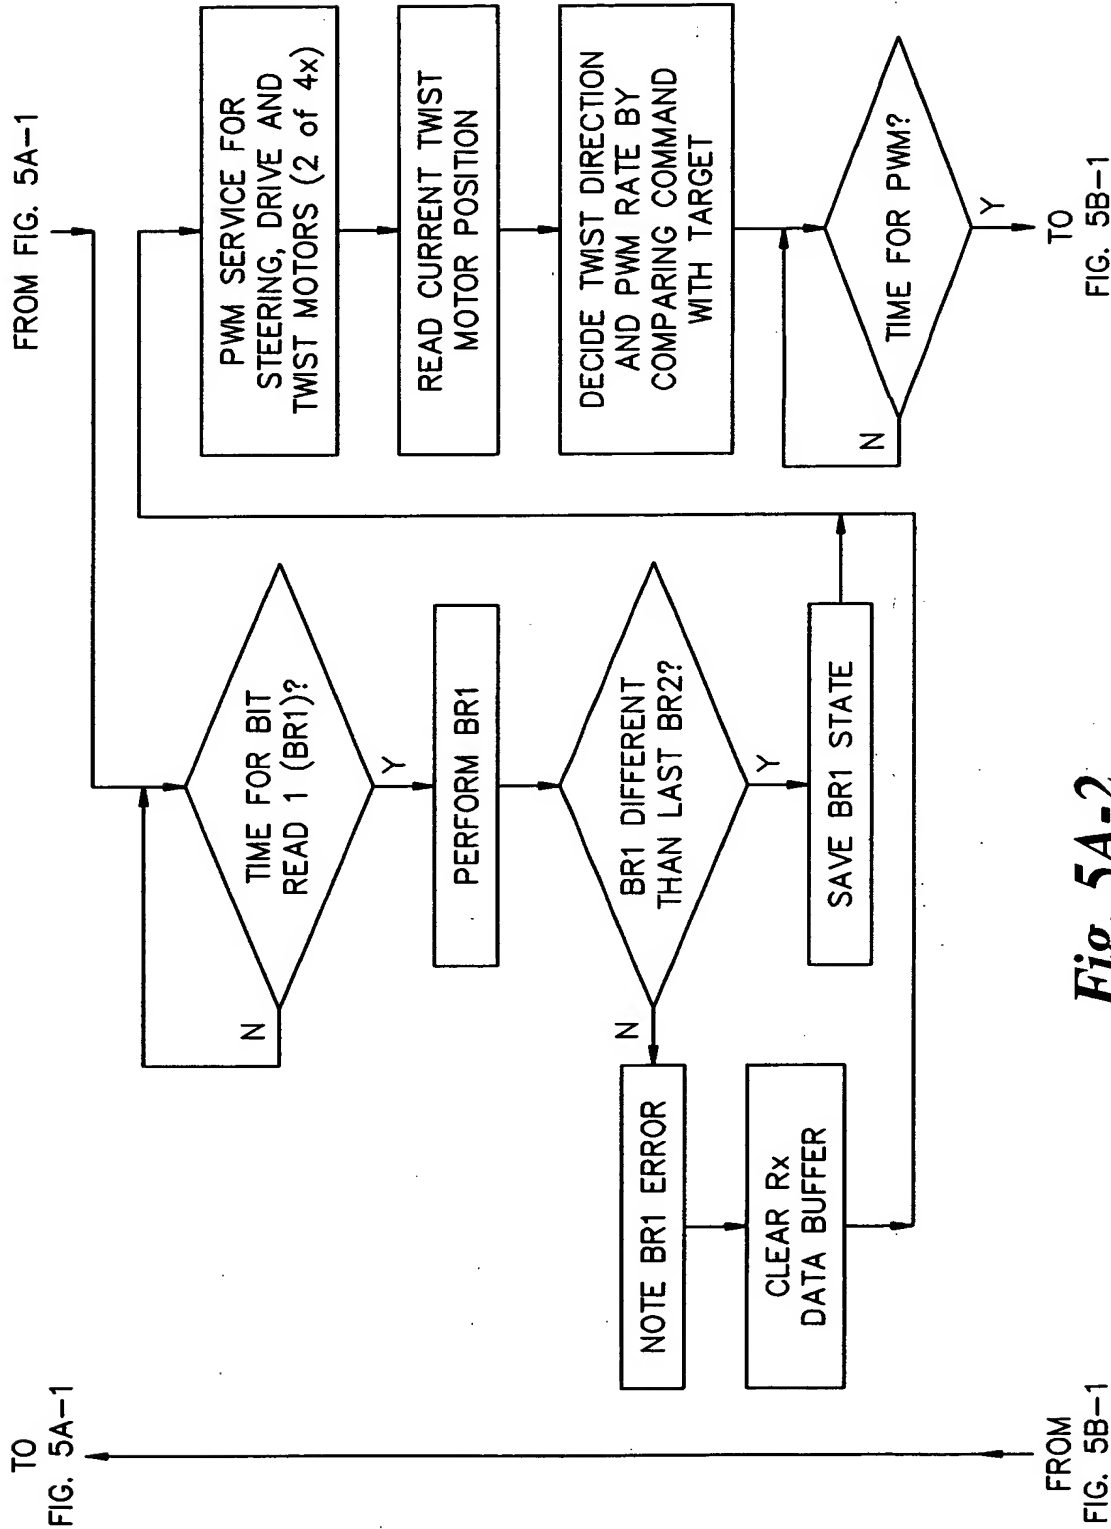 TO
FIG. 5A-1
FROM FIG. 5A-1
TIME FOR BIT
READ 1 (BR1)?
N
Y
PERFORM BR1
BR1 DIFFERENT
THAN LAST BR2?
N
Y
NOTE BR1 ERROR
CLEAR Rx
DATA BUFFER
SAVE BR1 STATE
PWM SERVICE FOR
STEERING, DRIVE AND
TWIST MOTORS (2 of 4x)
READ CURRENT TWIST
MOTOR POSITION
DECIDE TWIST DIRECTION
AND PWM RATE BY
COMPARING COMMAND
WITH TARGET
TIME FOR PWM?
N
Y
TO
FIG. 5B-1
FROM
FIG. 5B-1
Fig. 5A-2